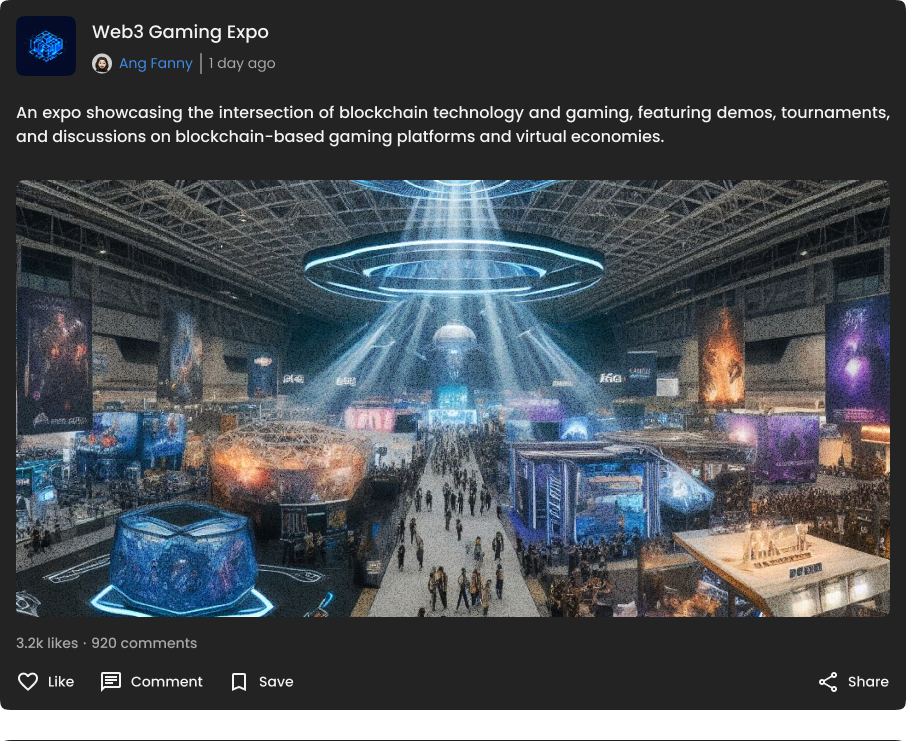 Web3 Gaming Expo
Ang Fanny | 1 day ago
An expo showcasing the intersection of blockchain technology and gaming, featuring demos, tournaments,
and discussions on blockchain-based gaming platforms and virtual economies.
3.2k likes · 920 comments
Like
Comment
Save
Share